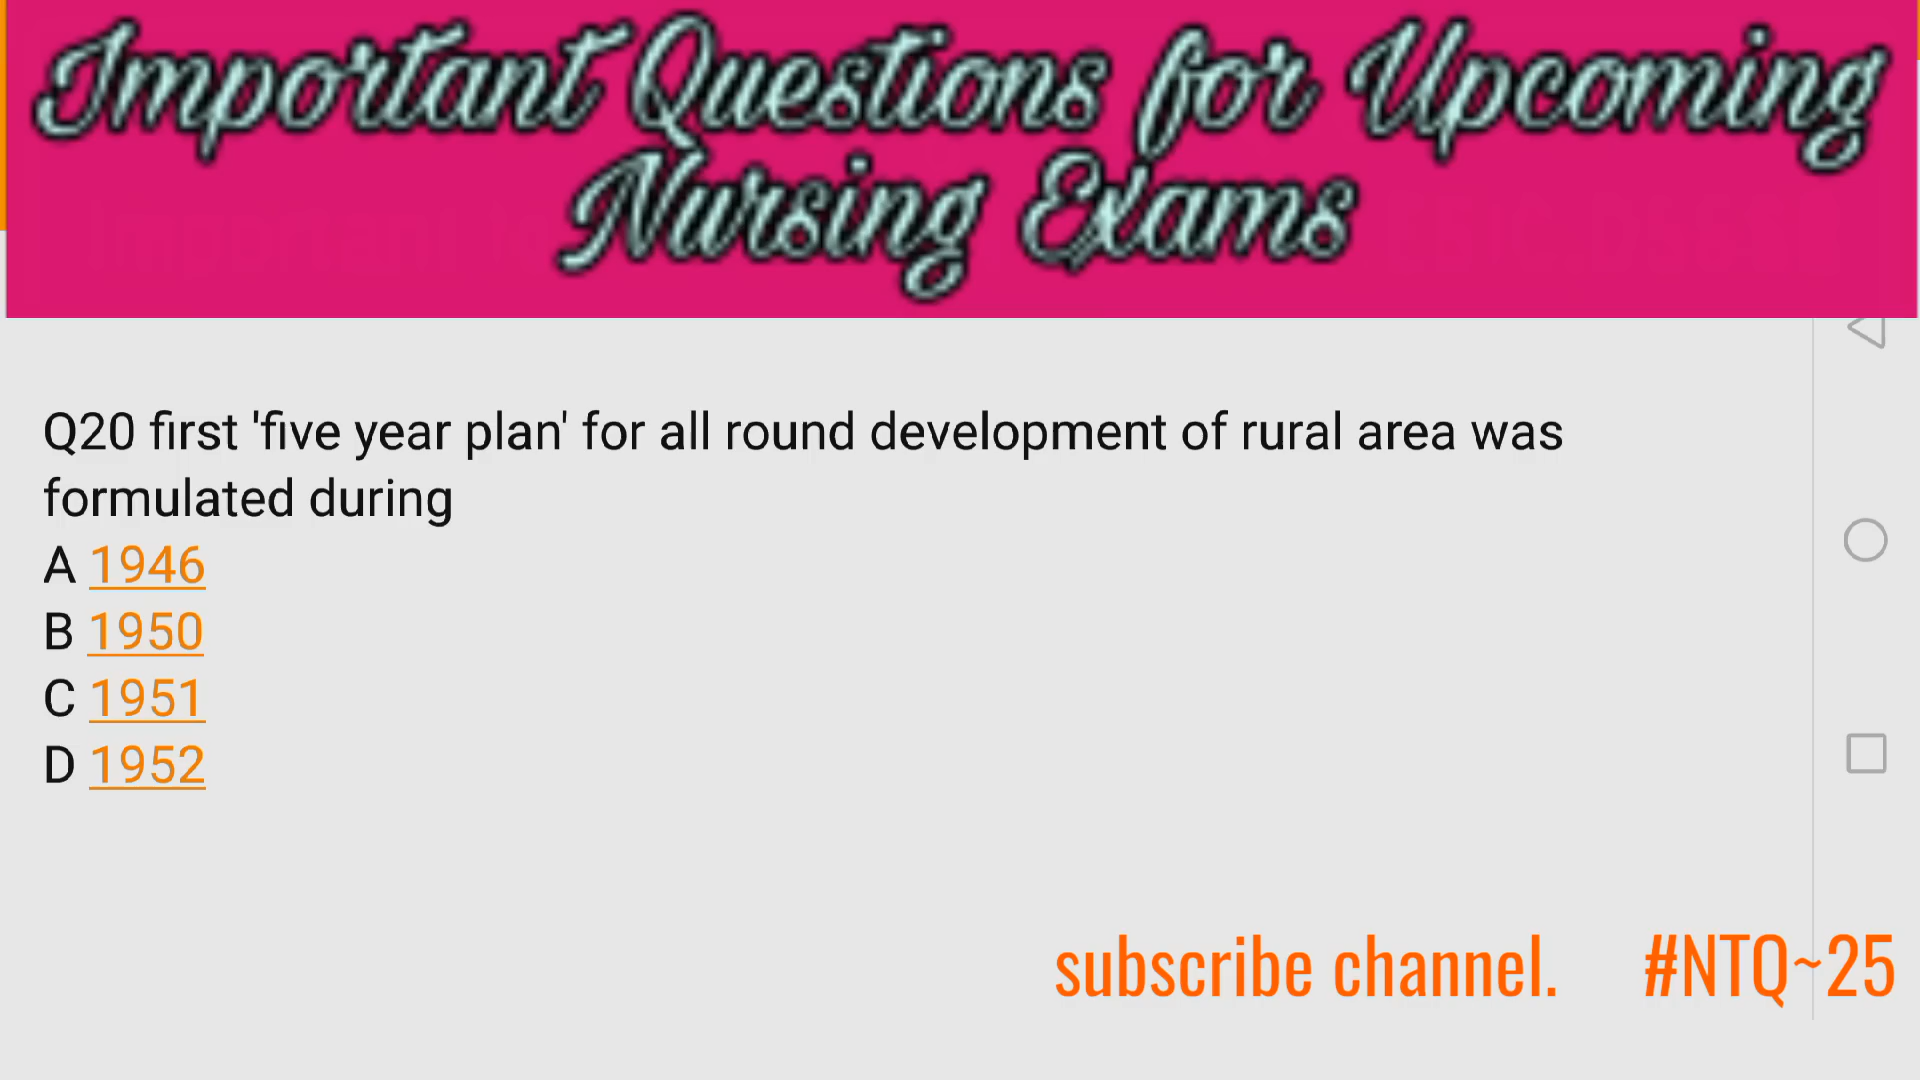 Important Questions for Upcoming
Nursing Exams
Q20 first 'five year plan' for all round development of rural area was
formulated during
A 1946
B 1950
C 1951
D 1952
subscribe channel. #NTQ~25